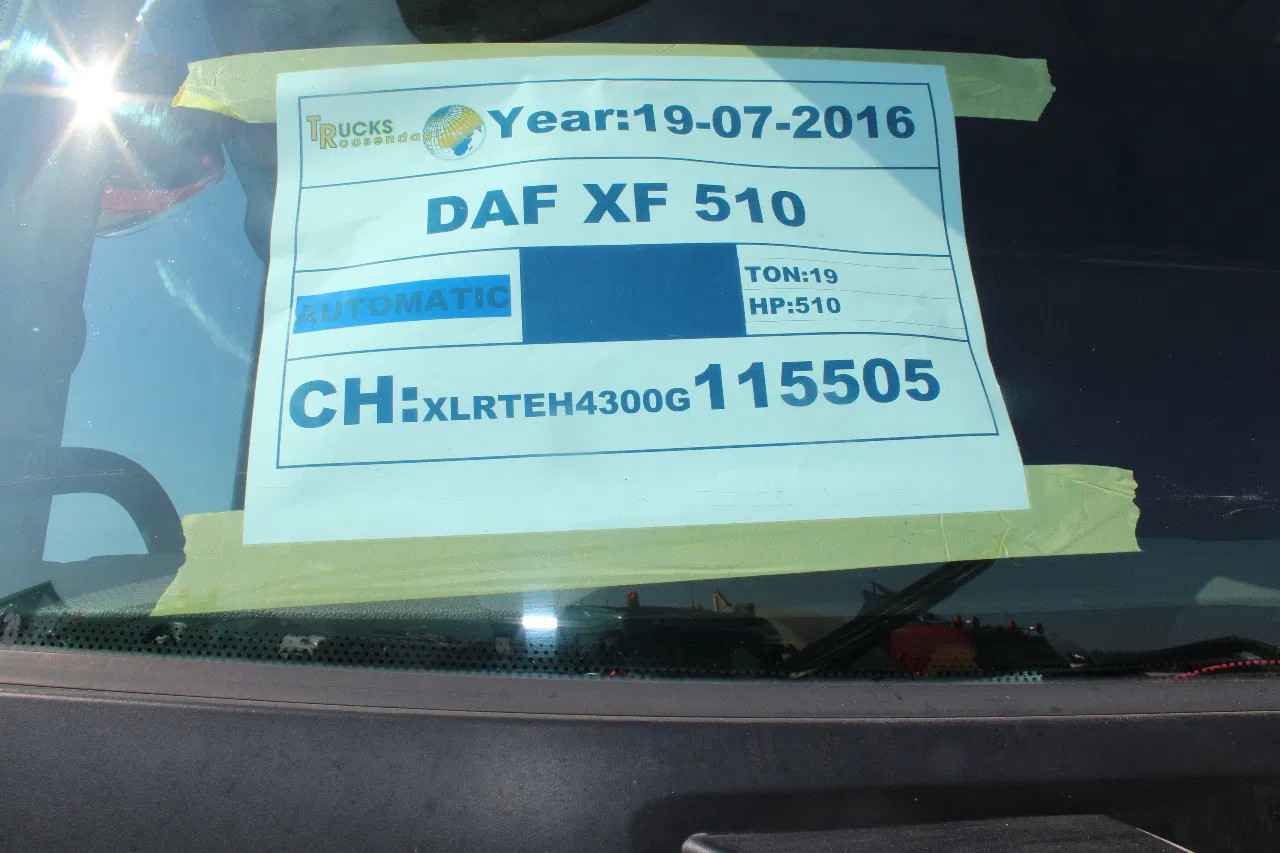 TRUCKS
Roosendaal
Year:19-07-2016
DAF XF 510
AUTOMATIC
TON:19
HP:510
CH:XLRTEH4300G115505